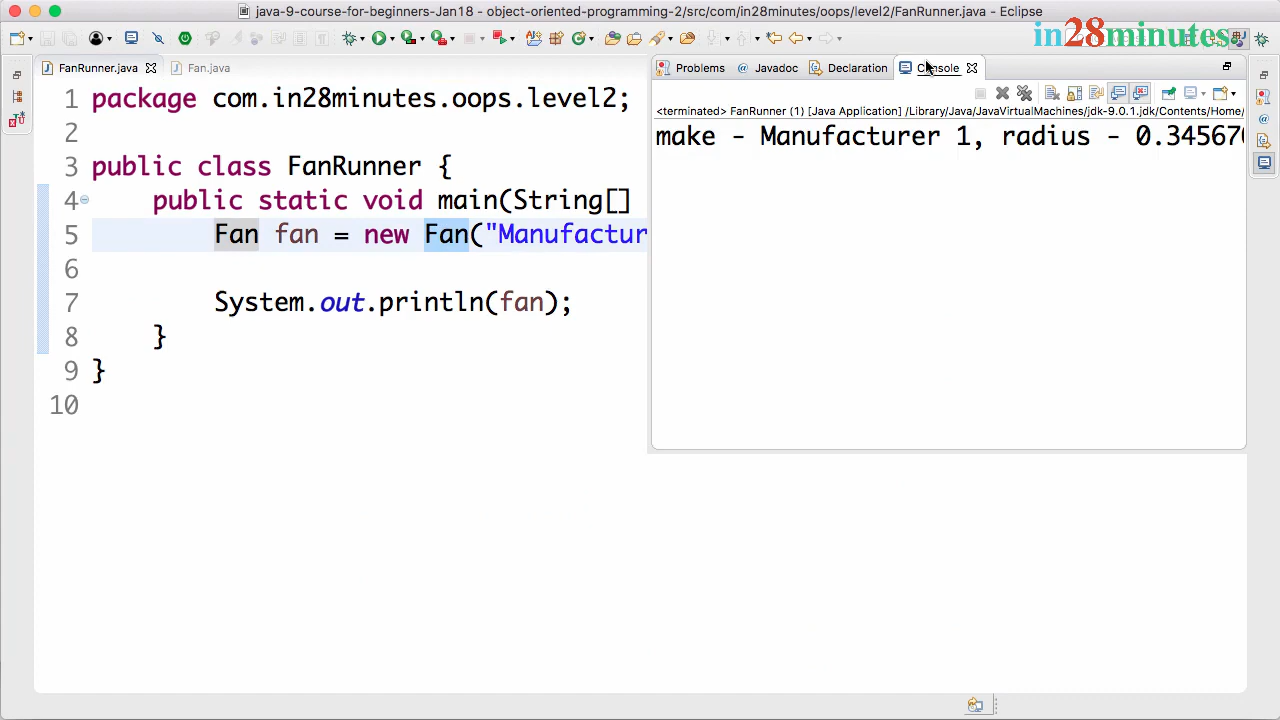 java-9-course-for-beginners-Jan18 - object-oriented-programming-2/src/com/in28minutes/oops/level2/FanRunner.java - Eclipse
in28minutes
FanRunner.java
Fan.java
1 package com.in28minutes.oops.level2;
2
3 public class FanRunner {
4 public static void main(String[]
5 Fan fan = new Fan("Manufactur
6
7 System.out.println(fan);
8 }
9 }
10
Problems @ Javadoc Declaration Console
<terminated> FanRunner (1) [Java Application] /Library/Java/JavaVirtualMachines/jdk-9.0.1.jdk/Contents/Home/
make - Manufacturer 1, radius - 0.34567